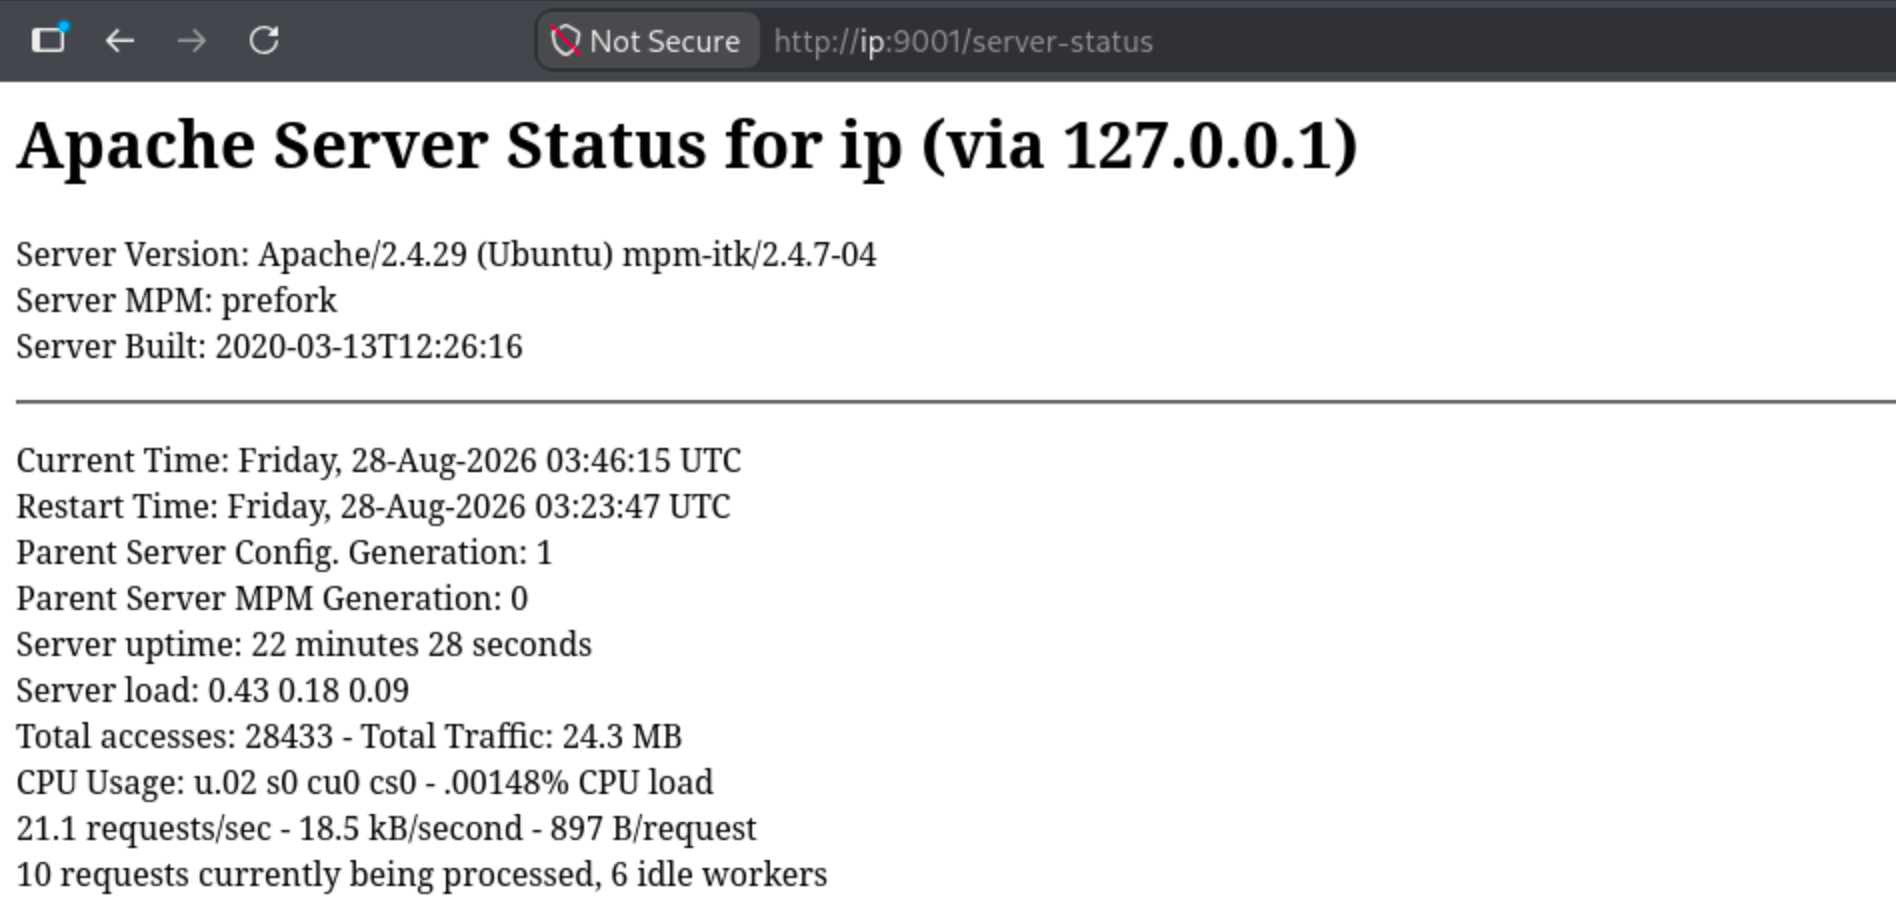 Not Secure http://ip:9001/server-status
Apache Server Status for ip (via 127.0.0.1)
Server Version: Apache/2.4.29 (Ubuntu) mpm-itk/2.4.7-04
Server MPM: prefork
Server Built: 2020-03-13T12:26:16
Current Time: Friday, 28-Aug-2026 03:46:15 UTC
Restart Time: Friday, 28-Aug-2026 03:23:47 UTC
Parent Server Config. Generation: 1
Parent Server MPM Generation: 0
Server uptime: 22 minutes 28 seconds
Server load: 0.43 0.18 0.09
Total accesses: 28433 - Total Traffic: 24.3 MB
CPU Usage: u.02 s0 cu0 cs0 - .00148% CPU load
21.1 requests/sec - 18.5 kB/second - 897 B/request
10 requests currently being processed, 6 idle workers